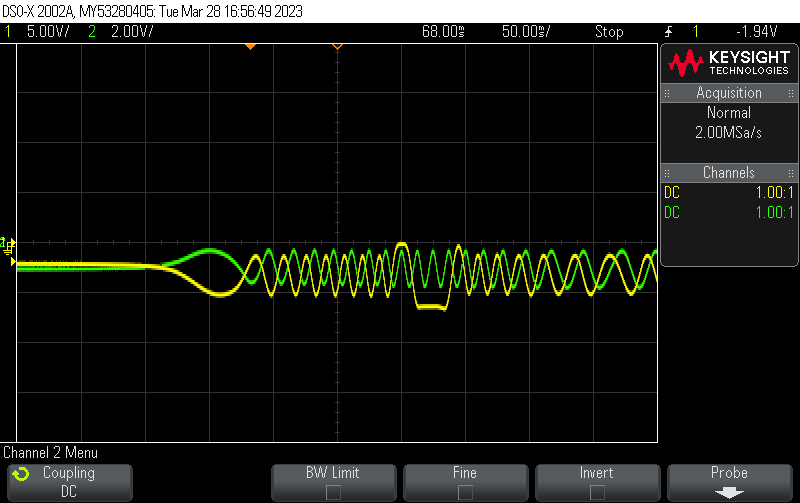 DSO-X 2002A, MY53280405: Tue Mar 28 16:56:49 2023
1 5.00V/ 2 2.00V/ 68.00ms 50.00ms/ Stop 1 -1.94V
KEYSIGHT
TECHNOLOGIES
Acquisition
Normal
2.00MSa/s
Channels
DC 1.00:1
DC 1.00:1
Channel 2 Menu
Coupling
DC
BW Limit
Fine
Invert
Probe